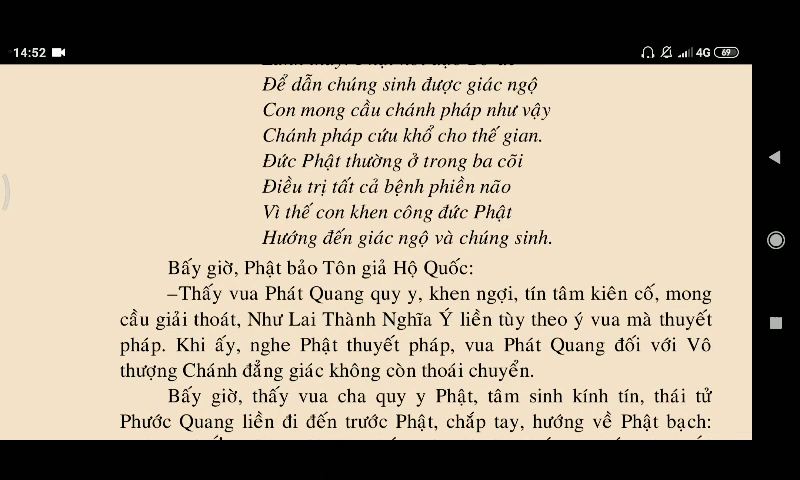 14:52
4G 69
Để dẫn chúng sinh được giác ngộ
Con mong cầu chánh pháp như vậy
Chánh pháp cứu khổ cho thế gian.
Đức Phật thường ở trong ba cõi
Điều trị tất cả bệnh phiền não
Vì thế con khen công đức Phật
Hướng đến giác ngộ và chúng sinh.
Bấy giờ, Phật bảo Tôn giả Hộ Quốc:
–Thấy vua Phát Quang quy y, khen ngợi, tín tâm kiên cố, mong
cầu giải thoát, Như Lai Thành Nghĩa Ý liền tùy theo ý vua mà thuyết
pháp. Khi ấy, nghe Phật thuyết pháp, vua Phát Quang đối với Vô
thượng Chánh đẳng giác không còn thoái chuyển.
Bấy giờ, thấy vua cha quy y Phật, tâm sinh kính tín, thái tử
Phước Quang liền đi đến trước Phật, chắp tay, hướng về Phật bạch: